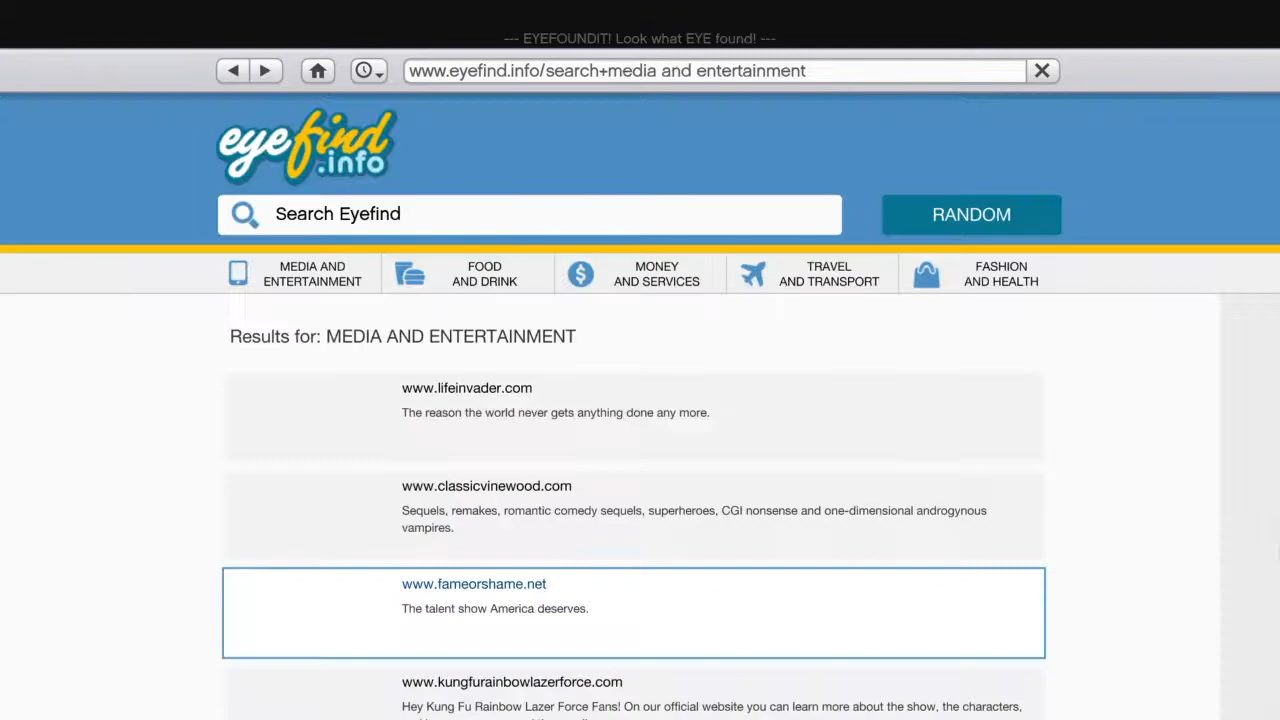 --- EYEFOUNDIT! Look what EYE found! ---
www.eyefind.info/search+media and entertainment
eyefind
.info
Search Eyefind
RANDOM
MEDIA AND
ENTERTAINMENT
FOOD
AND DRINK
MONEY
AND SERVICES
TRAVEL
AND TRANSPORT
FASHION
AND HEALTH
Results for: MEDIA AND ENTERTAINMENT
www.lifeinvader.com
The reason the world never gets anything done any more.
www.classicvinewood.com
Sequels, remakes, romantic comedy sequels, superheroes, CGI nonsense and one-dimensional androgynous
vampires.
www.fameorshame.net
The talent show America deserves.
www.kungfurainbowlazerforce.com
Hey Kung Fu Rainbow Lazer Force Fans! On our official website you can learn more about the show, the characters,